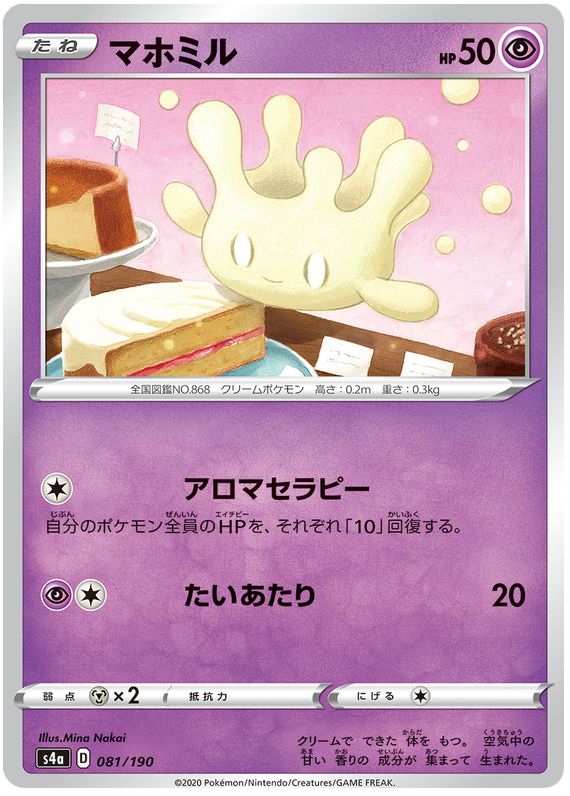 たね マホミル HP50
全国図鑑NO.868 クリームポケモン 高さ:0.2m 重さ:0.3kg
アロマセラピー
自分のポケモン全員のHPを、それぞれ「10」回復する。
たいあたり 20
弱点 ×2 抵抗力 にげる
Illus.Mina Nakai
s4a D 081/190
クリームで できた 体を もつ。 空気中の
甘い 香りの 成分が 集まって 生まれた。
©2020 Pokémon/Nintendo/Creatures/GAME FREAK.